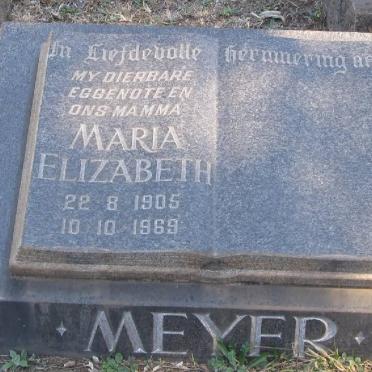 In Liefdevolle herinnering aan
MY DIERBARE
EGGENOTE EN
ONS MAMMA
MARIA
ELIZABETH
22 8 1905
10 10 1969
MEYER